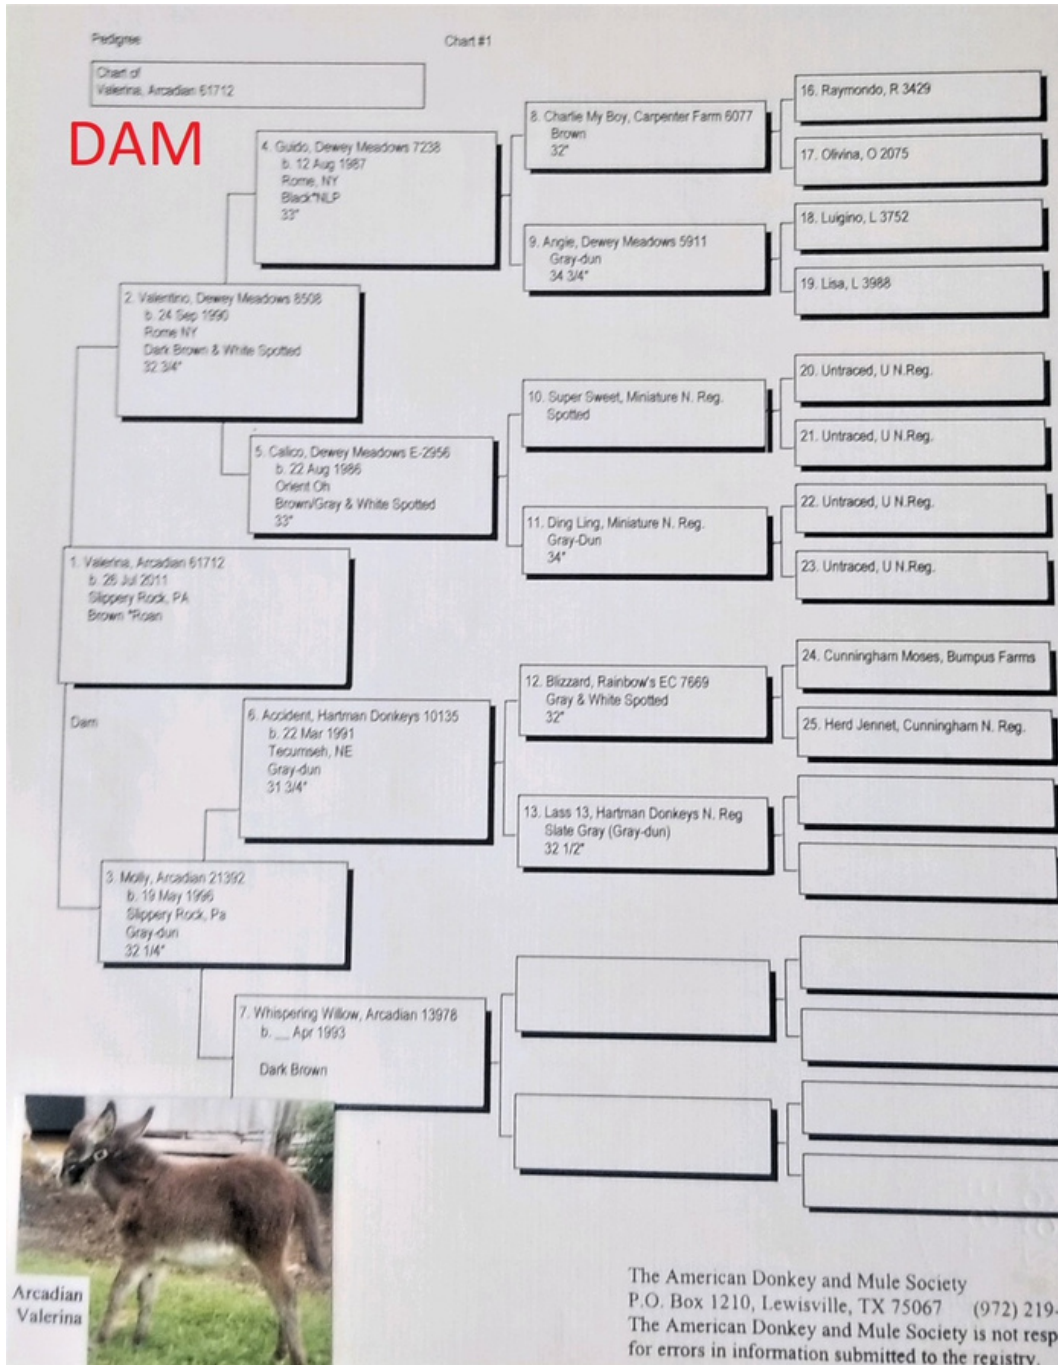 Pedigree
Chart #1
Chart of
Valerina, Arcadian 61712
DAM
16. Raymondo, R 3429
8. Charlie My Boy, Carpenter Farm 6077
Brown
32"
17. Olivina, O 2075
4. Guido, Dewey Meadows 7238
b. 12 Aug 1987
Rome, NY
Black*NLP
33"
18. Luigino, L 3752
9. Angie, Dewey Meadows 5911
Gray-dun
34 3/4"
19. Lisa, L 3988
2. Valentino, Dewey Meadows 8508
b. 24 Sep 1990
Rome NY
Dark Brown & White Spotted
32 3/4"
20. Untraced, U N.Reg.
10. Super Sweet, Miniature N. Reg.
Spotted
21. Untraced, U N.Reg.
5. Calico, Dewey Meadows E-2956
b. 22 Aug 1986
Orient Oh
Brown/Gray & White Spotted
33"
22. Untraced, U N.Reg.
11. Ding Ling, Miniature N. Reg.
Gray-Dun
34"
23. Untraced, U N.Reg.
1. Valerina, Arcadian 61712
b. 26 Jul 2011
Slippery Rock, PA
Brown *Roan
24. Cunningham Moses, Bumpus Farms
12. Blizzard, Rainbow's EC 7669
Gray & White Spotted
32"
25. Herd Jennet, Cunningham N. Reg.
Dam
6. Accident, Hartman Donkeys 10135
b. 22 Mar 1991
Tecumseh, NE
Gray-dun
31 3/4"
13. Lass 13, Hartman Donkeys N. Reg
Slate Gray (Gray-dun)
32 1/2"
3. Molly, Arcadian 21392
b. 19 May 1996
Slippery Rock, Pa
Gray-dun
32 1/4"
7. Whispering Willow, Arcadian 13978
b. __ Apr 1993
Dark Brown
Arcadian
Valerina
The American Donkey and Mule Society
P.O. Box 1210, Lewisville, TX 75067 (972) 219-
The American Donkey and Mule Society is not resp
for errors in information submitted to the registry.